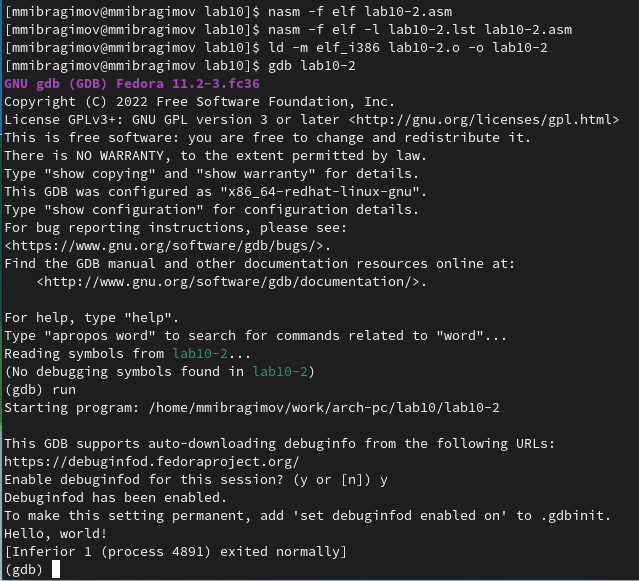 [mmibragimov@mmibragimov lab10]$ nasm -f elf lab10-2.asm
[mmibragimov@mmibragimov lab10]$ nasm -f elf -l lab10-2.lst lab10-2.asm
[mmibragimov@mmibragimov lab10]$ ld -m elf_i386 lab10-2.o -o lab10-2
[mmibragimov@mmibragimov lab10]$ gdb lab10-2
GNU gdb (GDB) Fedora 11.2-3.fc36
Copyright (C) 2022 Free Software Foundation, Inc.
License GPLv3+: GNU GPL version 3 or later <http://gnu.org/licenses/gpl.html>
This is free software: you are free to change and redistribute it.
There is NO WARRANTY, to the extent permitted by law.
Type "show copying" and "show warranty" for details.
This GDB was configured as "x86_64-redhat-linux-gnu".
Type "show configuration" for configuration details.
For bug reporting instructions, please see:
<https://www.gnu.org/software/gdb/bugs/>.
Find the GDB manual and other documentation resources online at:
    <http://www.gnu.org/software/gdb/documentation/>.

For help, type "help".
Type "apropos word" to search for commands related to "word"...
Reading symbols from lab10-2...
(No debugging symbols found in lab10-2)
(gdb) run
Starting program: /home/mmibragimov/work/arch-pc/lab10/lab10-2

This GDB supports auto-downloading debuginfo from the following URLs:
https://debuginfod.fedoraproject.org/
Enable debuginfod for this session? (y or [n]) y
Debuginfod has been enabled.
To make this setting permanent, add 'set debuginfod enabled on' to .gdbinit.
Hello, world!
[Inferior 1 (process 4891) exited normally]
(gdb)